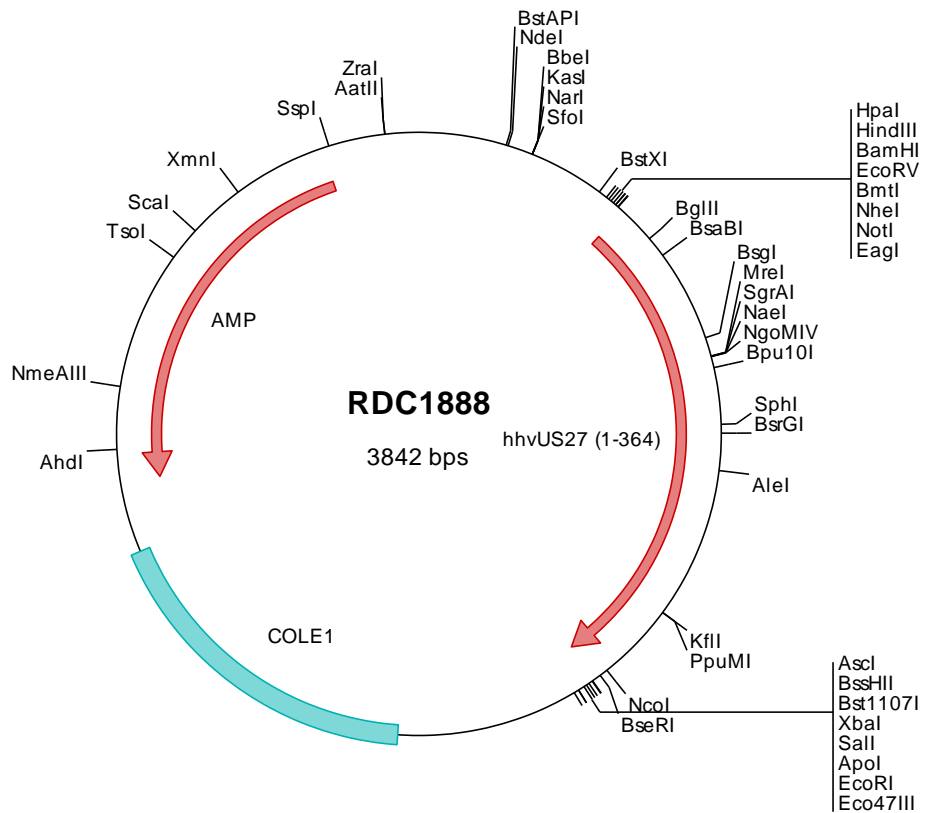 BstAPI
NdeI
BbeI
KasI
NarI
SfoI
ZraI
AatII
SspI
XmnI
ScaI
TsoI
NmeAIII
AhdI
BstXI
HpaI
HindIII
BamHI
EcoRV
BmtI
NheI
NotI
EagI
BglII
BsaBI
BsgI
MreI
SgrAI
NaeI
NgoMIV
Bpu10I
SphI
BsrGI
AleI
AMP
RDC1888
3842 bps
hhvUS27 (1-364)
COLE1
KflI
PpuMI
NcoI
BseRI
AscI
BssHII
Bst1107I
XbaI
SalI
ApoI
EcoRI
Eco47III